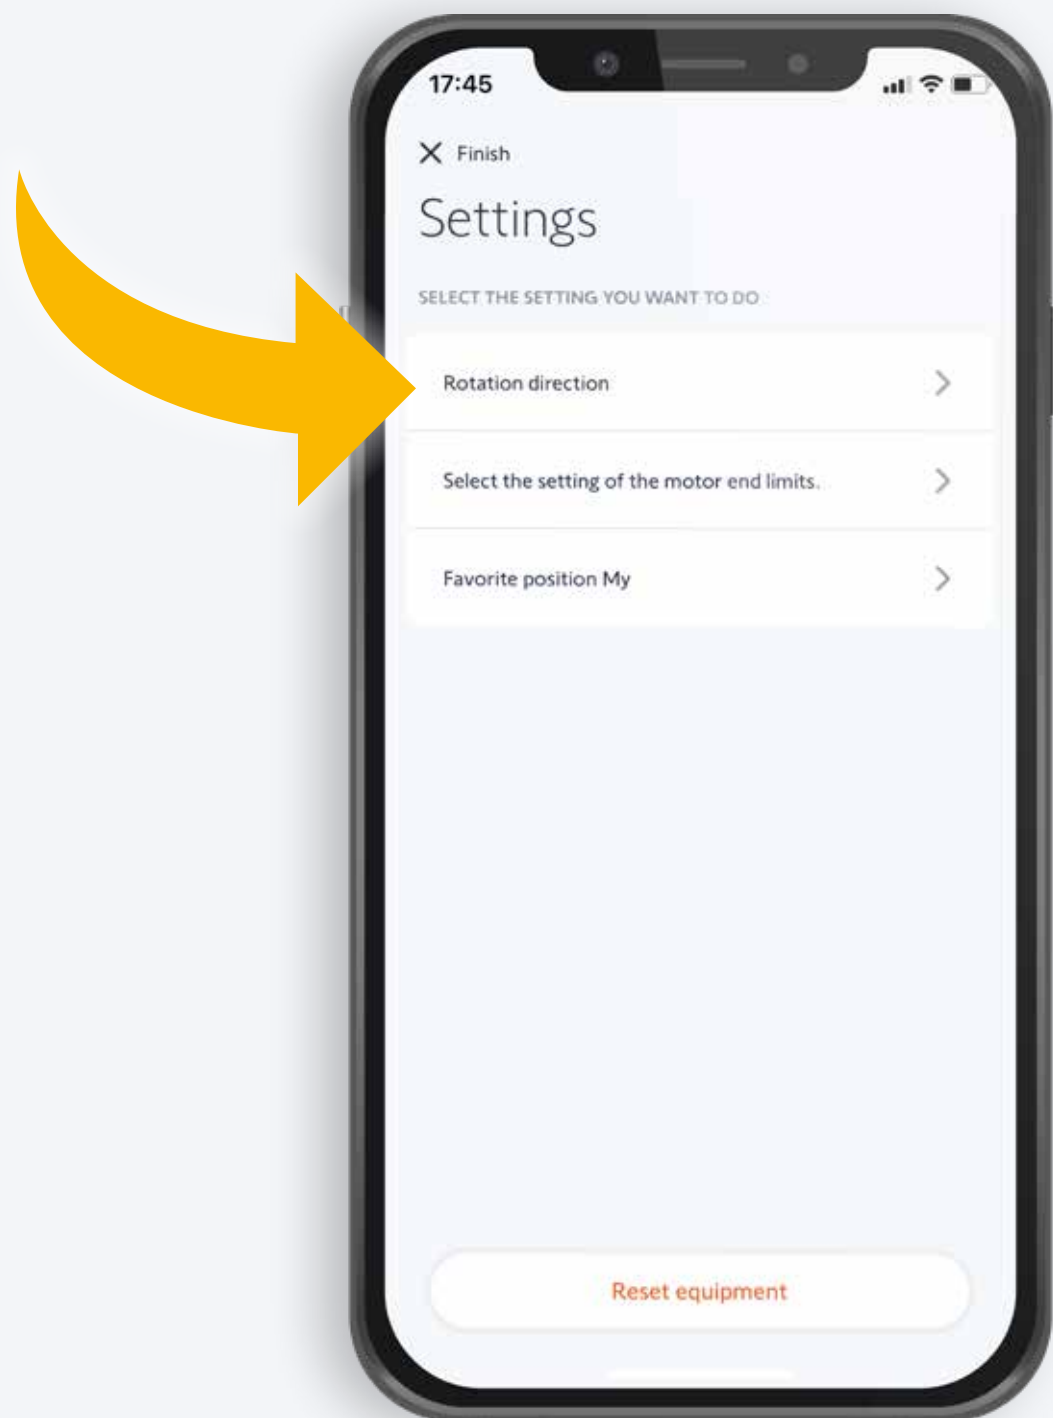 17:45
Finish
Settings
SELECT THE SETTING YOU WANT TO DO
Rotation direction
Select the setting of the motor end limits.
Favorite position My
Reset equipment